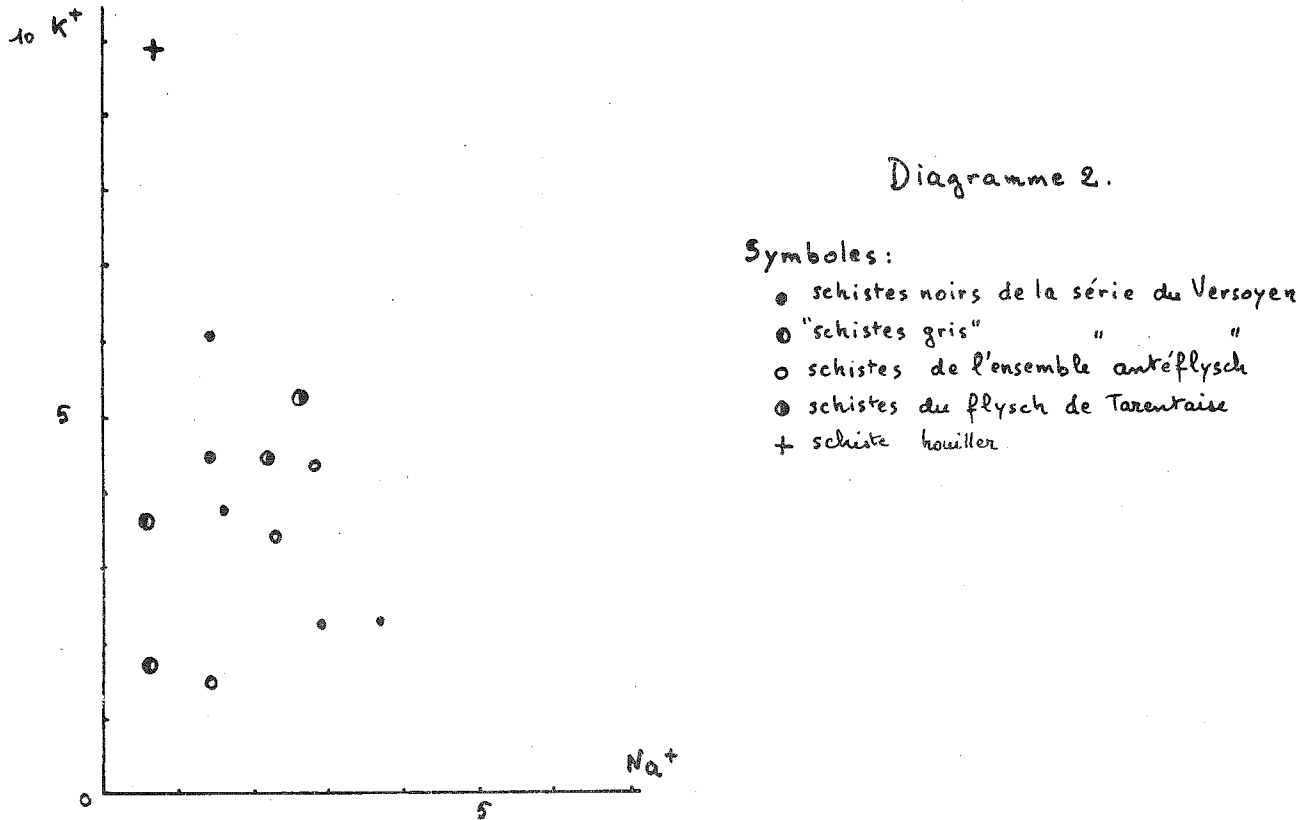 10 K+
5
0
5
Na+
Diagramme 2.
Symboles:
schistes noirs de la série du Versoyen
"schistes gris" " "
schistes de l'ensemble antéflysch
schistes du flysch de Tarentaise
+ schiste houiller